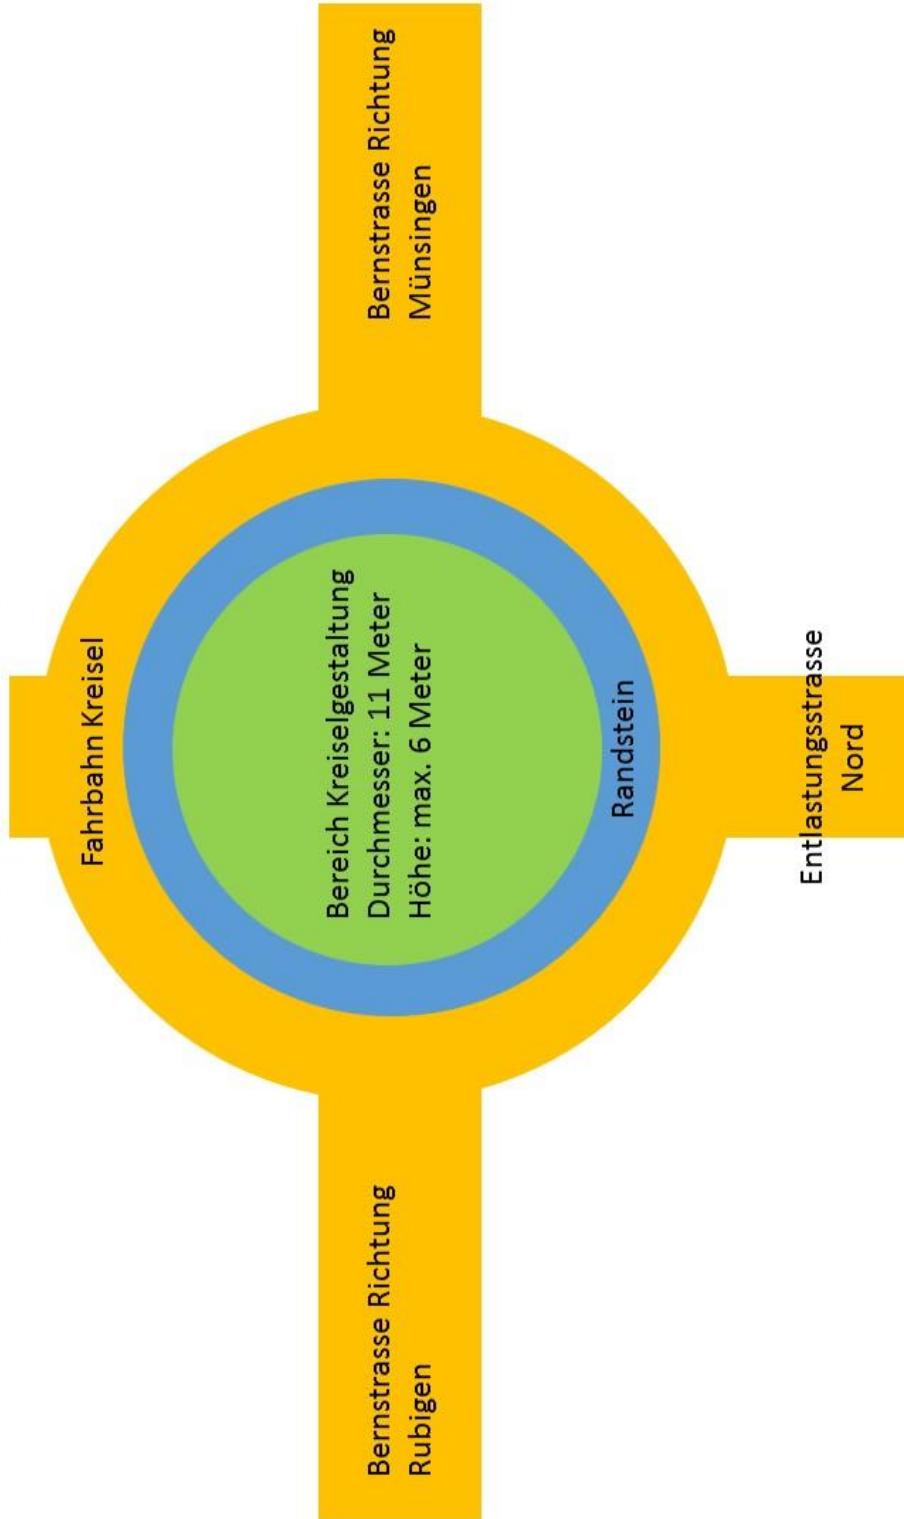 Fahrbahn Kreisel
Bernstrasse Richtung
Rubigen
Bereich Kreiselgestaltung
Durchmesser: 11 Meter
Höhe: max. 6 Meter
Bernstrasse Richtung
Münsingen
Randstein
Entlastungsstrasse
Nord